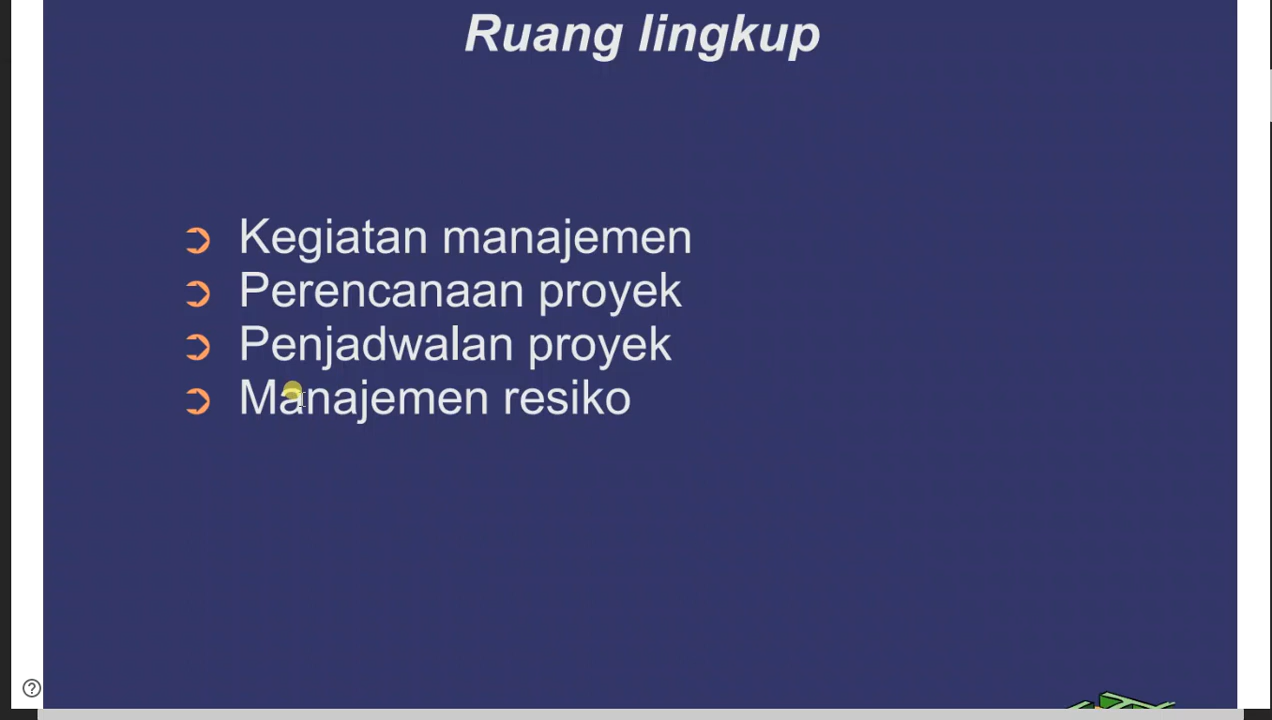 Ruang lingkup
➲ Kegiatan manajemen
➲ Perencanaan proyek
➲ Penjadwalan proyek
➲ Manajemen resiko